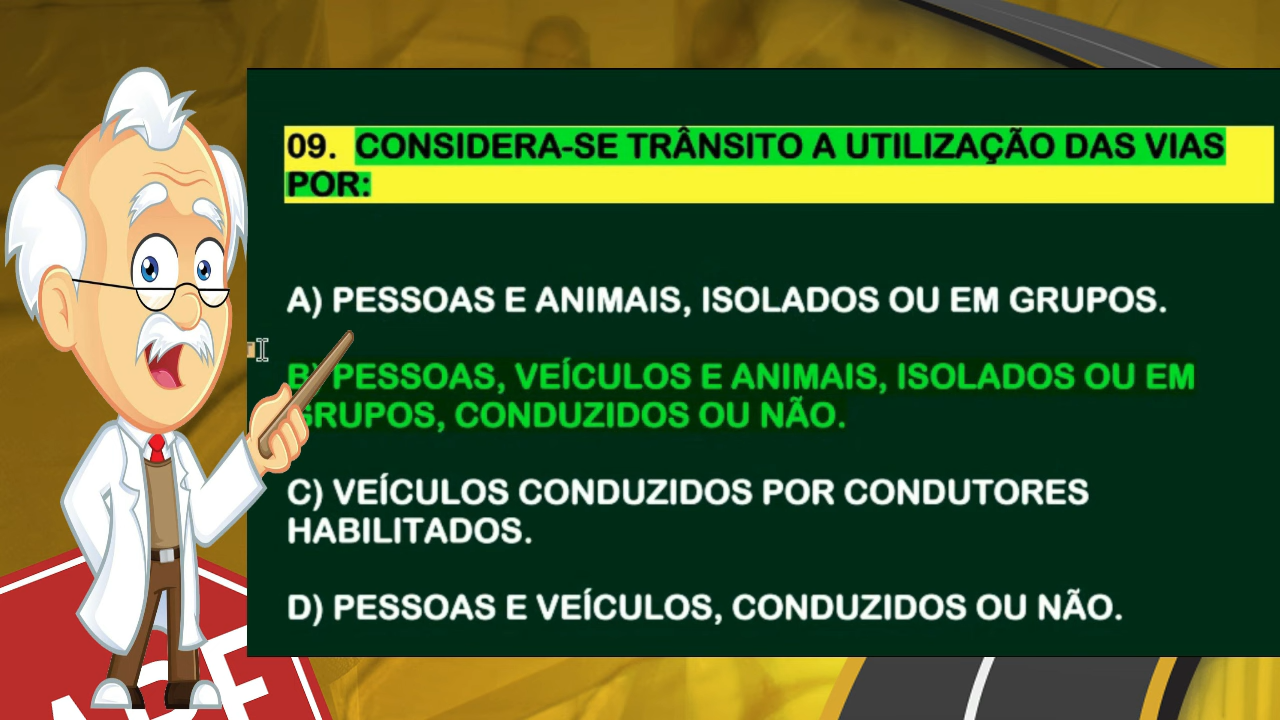 09. CONSIDERA-SE TRÂNSITO A UTILIZAÇÃO DAS VIAS
POR:
A) PESSOAS E ANIMAIS, ISOLADOS OU EM GRUPOS.
B) PESSOAS, VEÍCULOS E ANIMAIS, ISOLADOS OU EM
GRUPOS, CONDUZIDOS OU NÃO.
C) VEÍCULOS CONDUZIDOS POR CONDUTORES
HABILITADOS.
D) PESSOAS E VEÍCULOS, CONDUZIDOS OU NÃO.